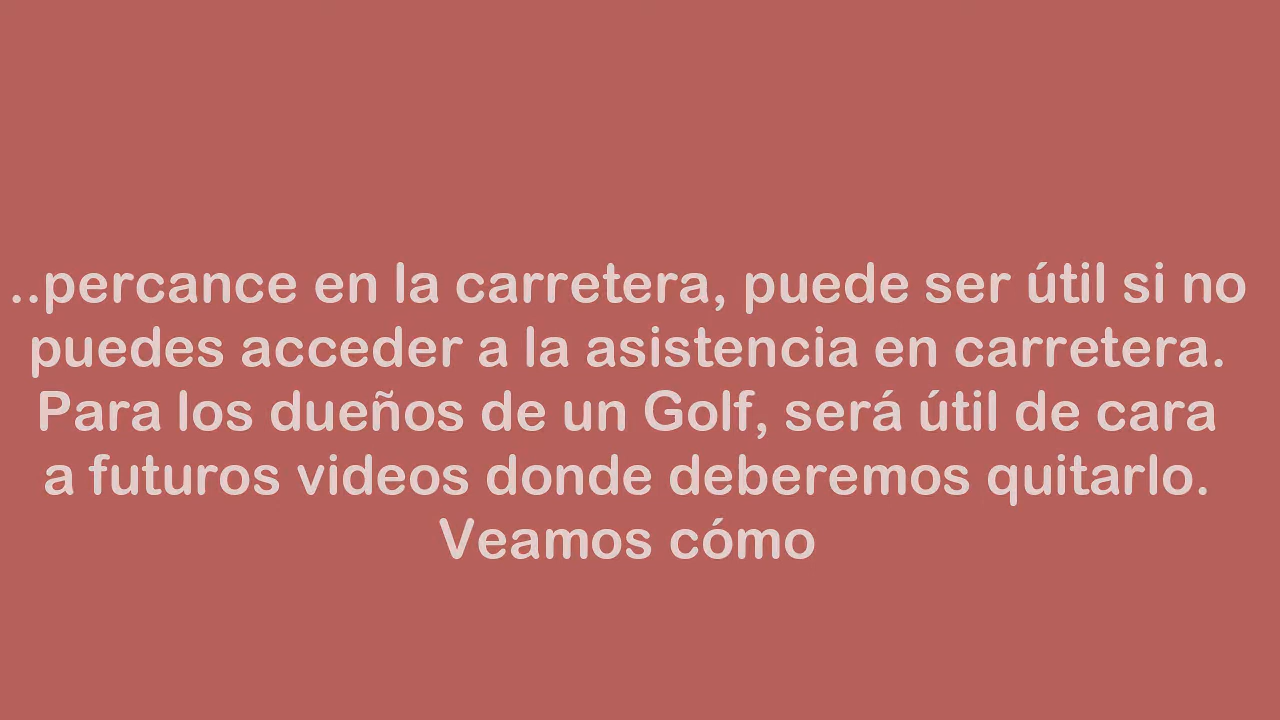 ..percance en la carretera, puede ser útil si no
puedes acceder a la asistencia en carretera.
Para los dueños de un Golf, será útil de cara
a futuros videos donde deberemos quitarlo.
Veamos cómo